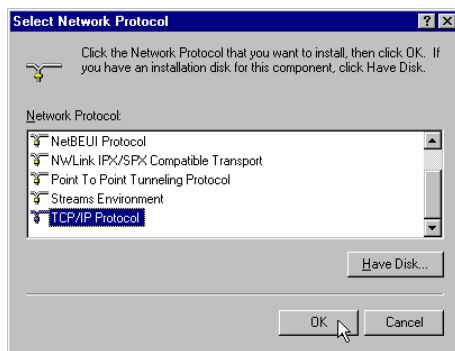 Select Network Protocol
Click the Network Protocol that you want to install, then click OK. If
you have an installation disk for this component, click Have Disk.
Network Protocol:
NetBEUI Protocol
NWLink IPX/SPX Compatible Transport
Point To Point Tunneling Protocol
Streams Environment
TCP/IP Protocol
Have Disk...
OK
Cancel